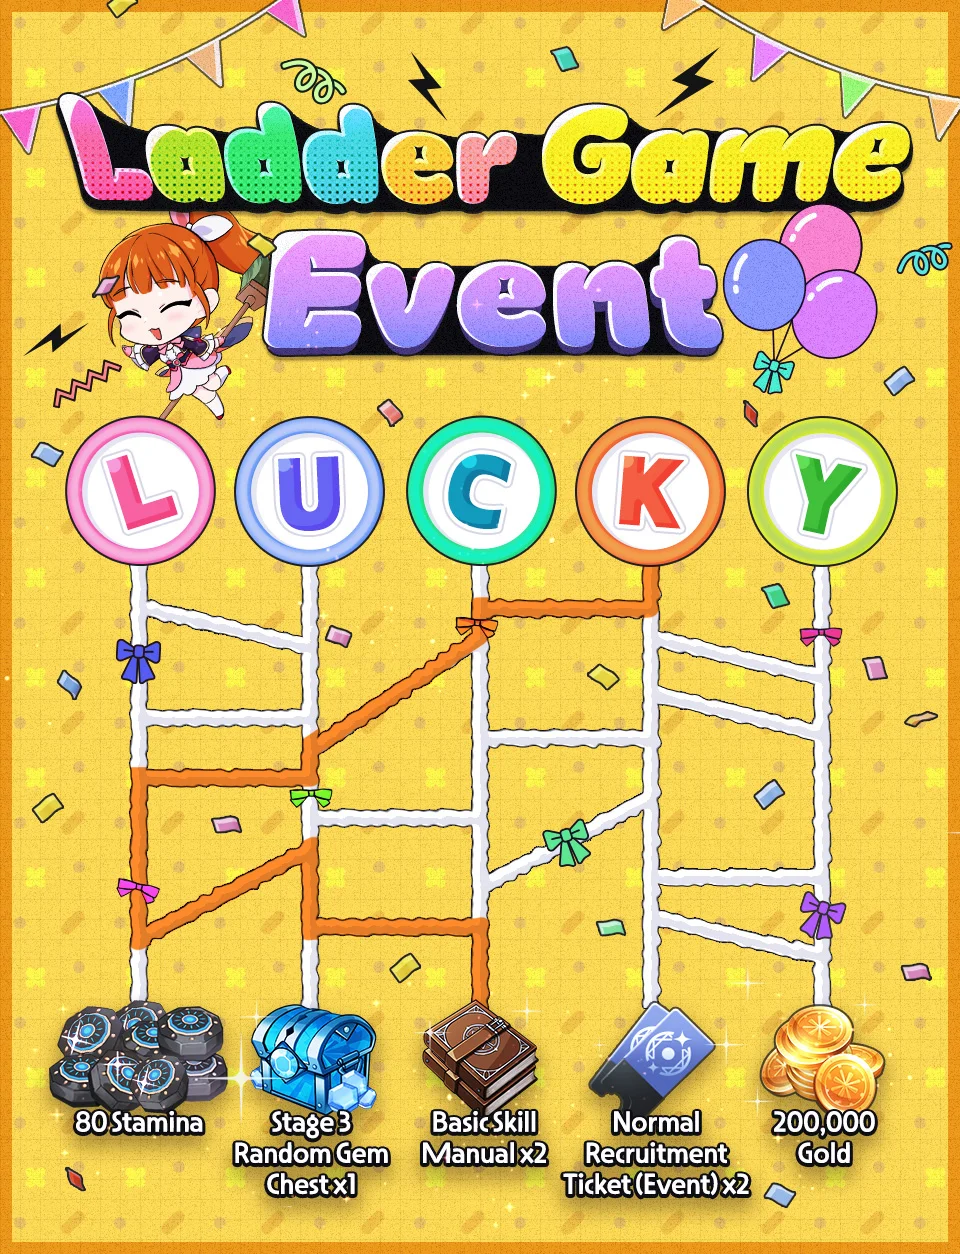 Ladder Game
Event
L U C K Y
80 Stamina
Stage 3
Random Gem
Chest x1
Basic Skill
Manual x2
Normal
Recruitment
Ticket (Event) x2
200,000
Gold